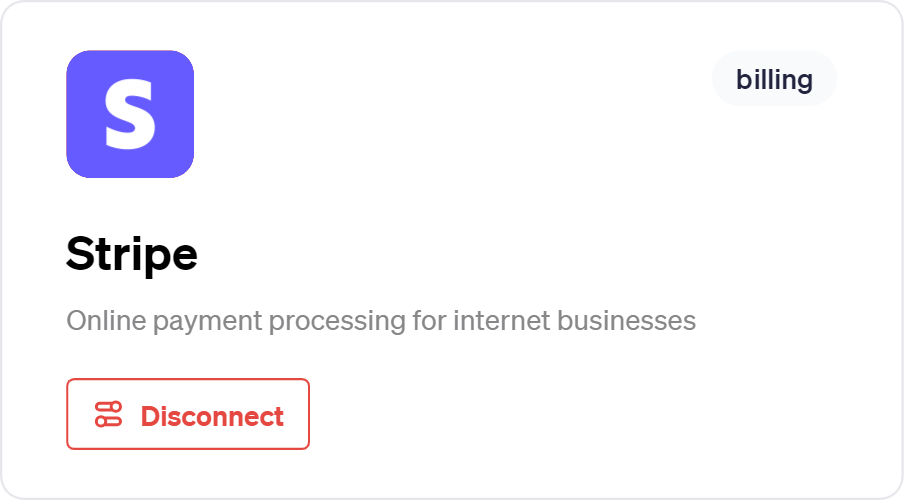 S
billing
Stripe
Online payment processing for internet businesses
Disconnect